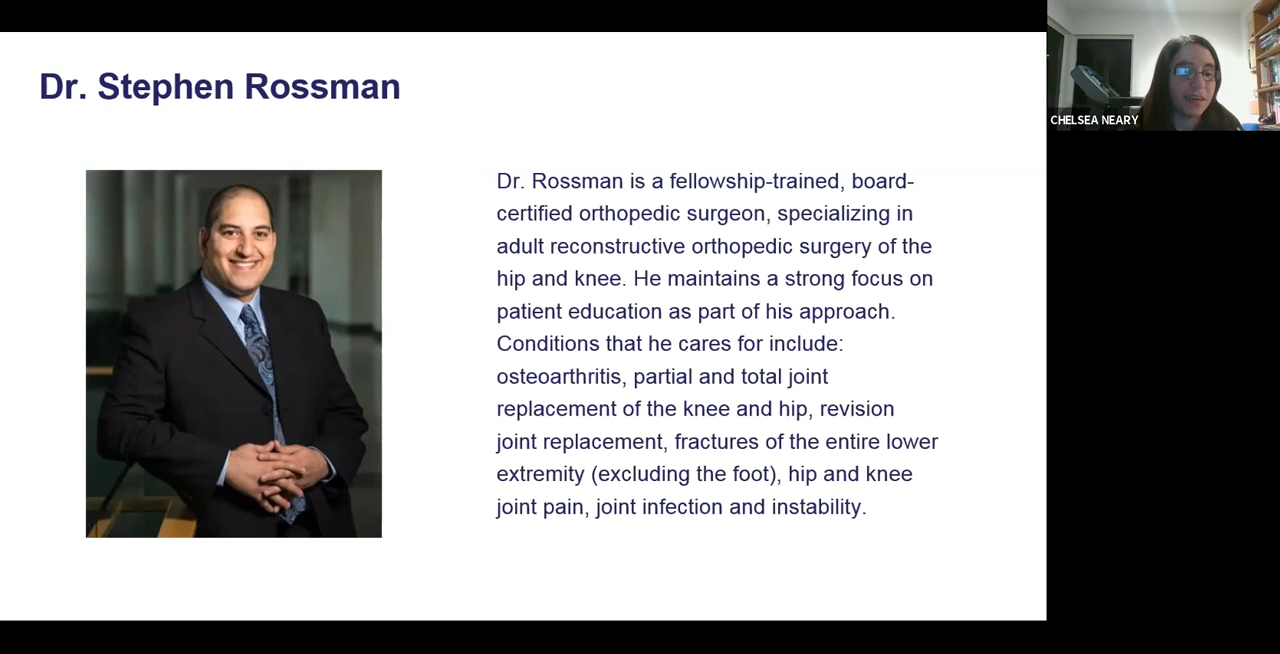 Dr. Stephen Rossman
CHELSEA NEARY
Dr. Rossman is a fellowship-trained, board-
certified orthopedic surgeon, specializing in
adult reconstructive orthopedic surgery of the
hip and knee. He maintains a strong focus on
patient education as part of his approach.
Conditions that he cares for include:
osteoarthritis, partial and total joint
replacement of the knee and hip, revision
joint replacement, fractures of the entire lower
extremity (excluding the foot), hip and knee
joint pain, joint infection and instability.